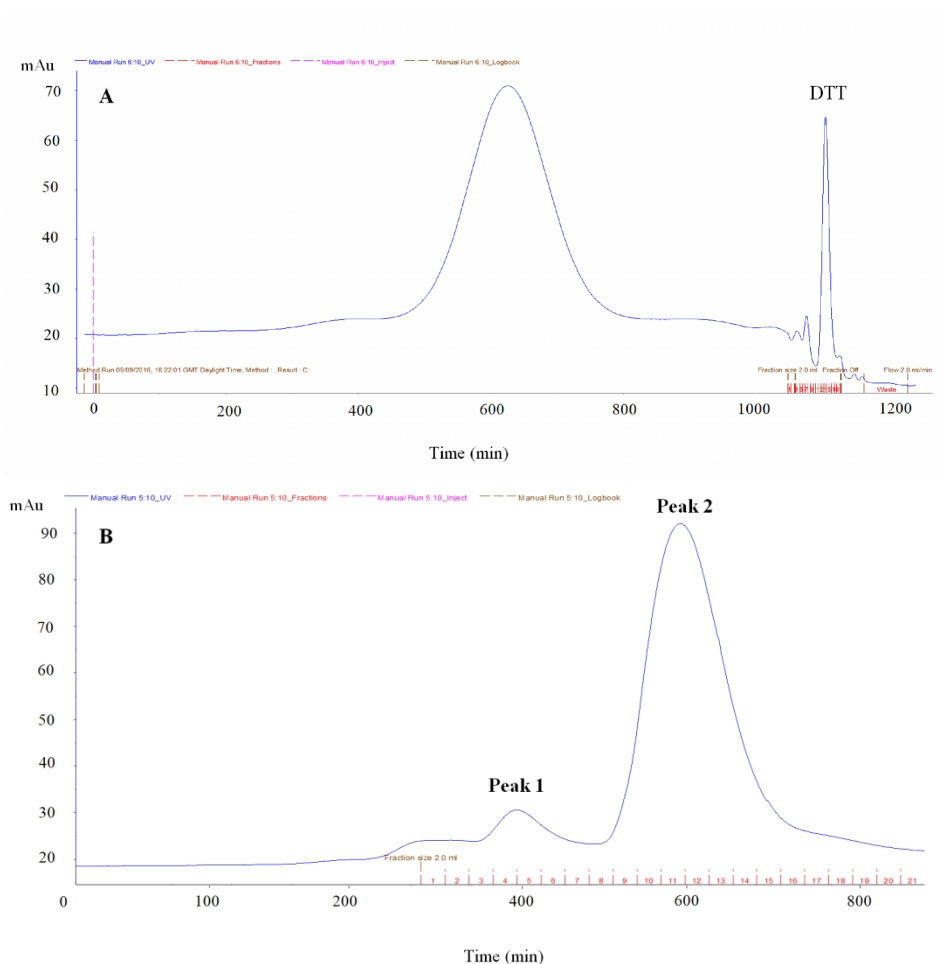 mAu
Manual Run 6:10_UV Manual Run 6:10_Fractions Manual Run 6:10_Inject Manual Run 6:10_Logbook
A
DTT
70
60
50
40
30
20
10
Method Run 09/09/2016, 18:22:01 GMT Daylight Time, Method : , Result : C:
Fraction size 2.0 ml Fraction Off Flow 2.0 ml/min
Waste
0 200 400 600 800 1000 1200
Time (min)
mAu
Manual Run 5:10_UV Manual Run 5:10_Fractions Manual Run 5:10_Inject Manual Run 5:10_Logbook
B
Peak 2
90
80
70
60
50
40
Peak 1
30
20
Fraction size 2.0 ml
1 2 3 4 5 6 7 8 9 10 11 12 13 14 15 16 17 18 19 20 21
0 100 200 400 600 800
Time (min)